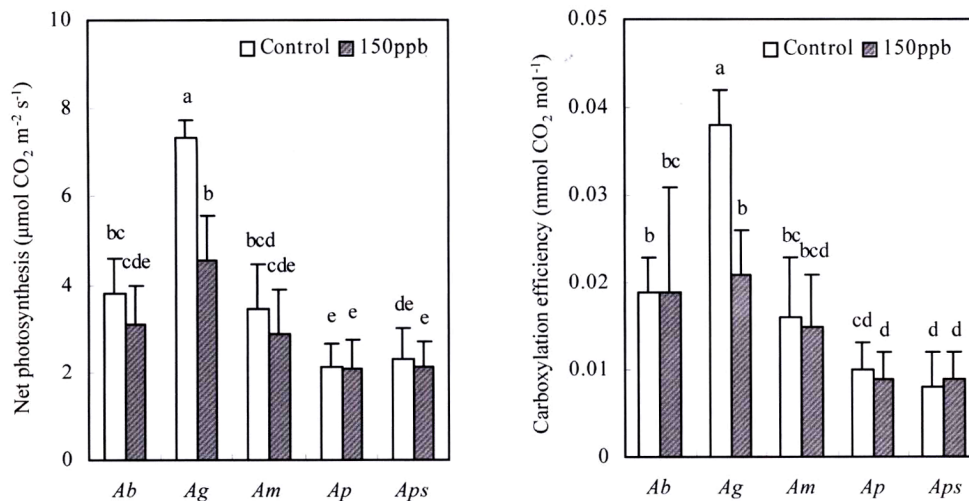 Net photosynthesis (μmol CO₂ m⁻² s⁻¹)
10
8
6
4
2
0
Control 150ppb
a
b
bc
cde
bcd
cde
e e
de
e
Ab Ag Am Ap Aps
Carboxylation efficiency (mmol CO₂ mol⁻¹)
0.05
0.04
0.03
0.02
0.01
0.00
Control 150ppb
a
bc
b
b
bc
bcd
cd
d
d d
Ab Ag Am Ap Aps